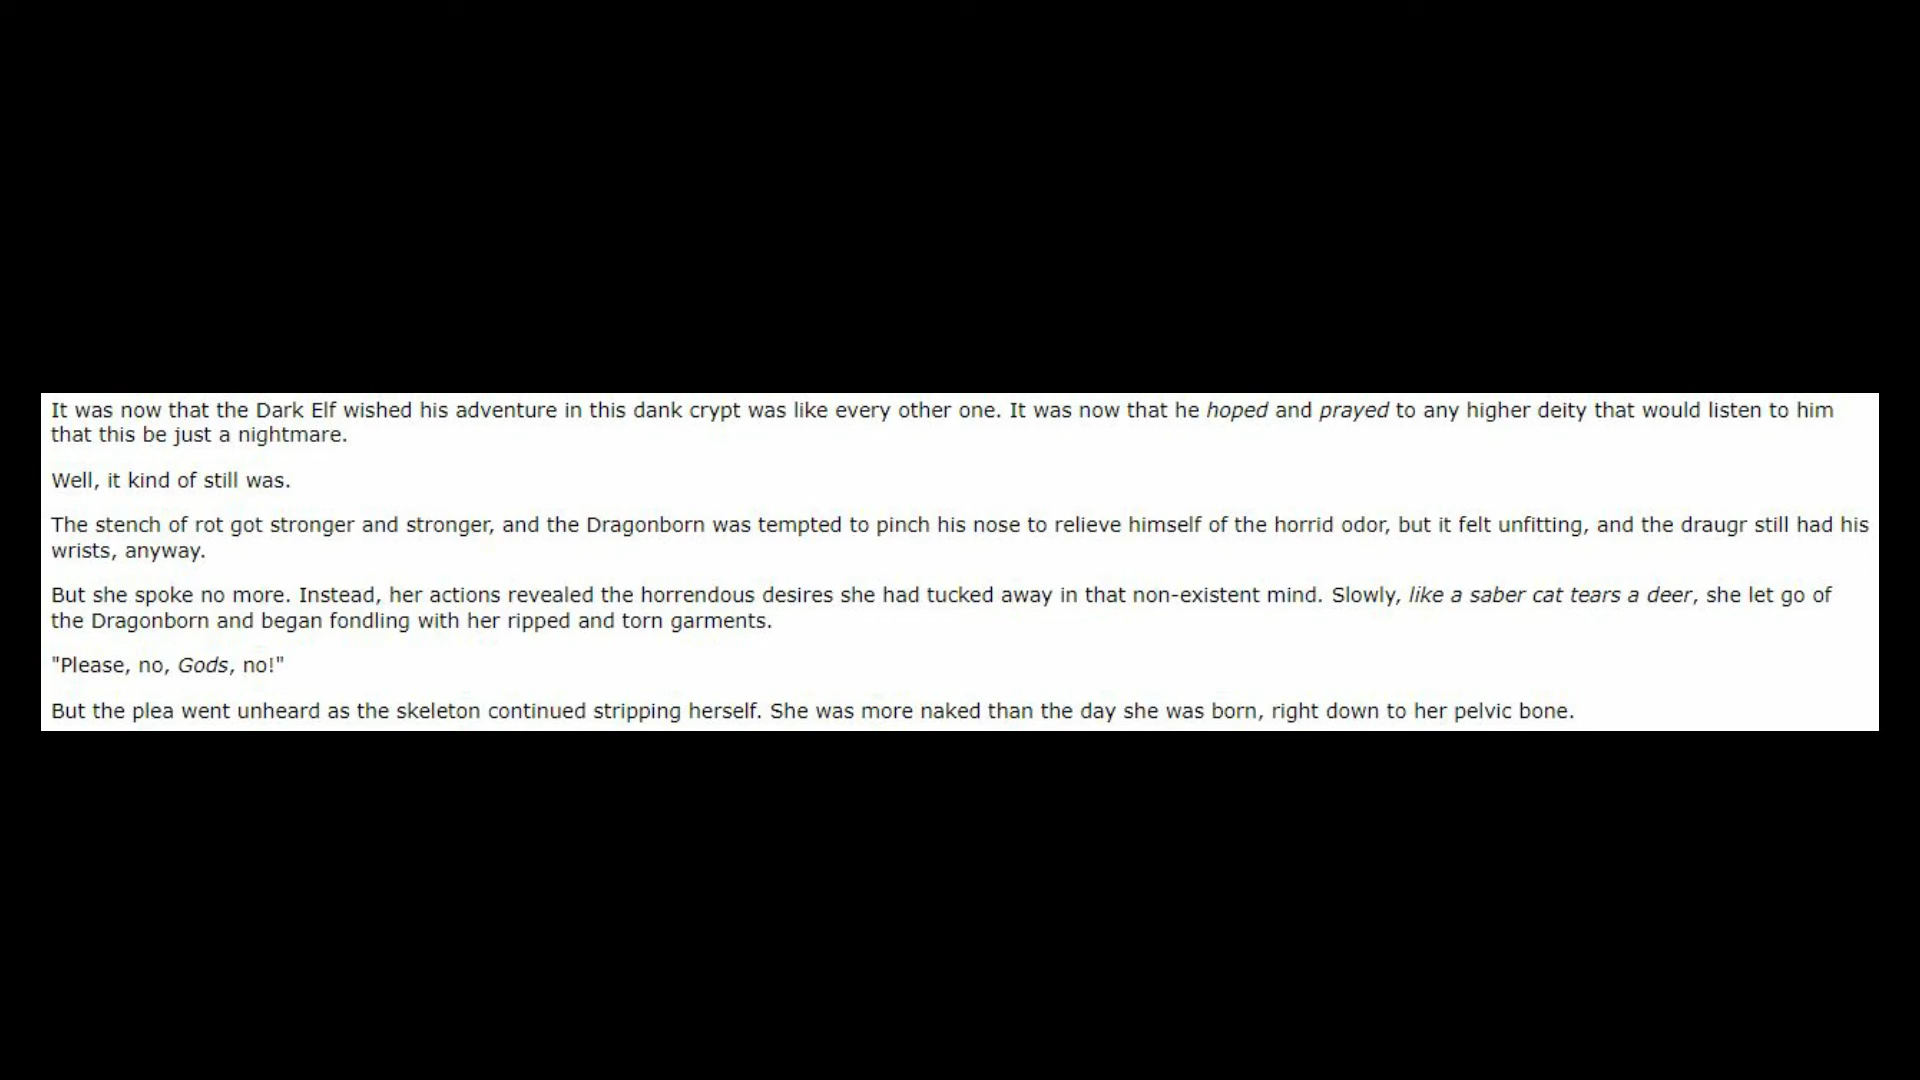 It was now that the Dark Elf wished his adventure in this dank crypt was like every other one. It was now that he hoped and prayed to any higher deity that would listen to him
that this be just a nightmare.
Well, it kind of still was.
The stench of rot got stronger and stronger, and the Dragonborn was tempted to pinch his nose to relieve himself of the horrid odor, but it felt unfitting, and the draugr still had his
wrists, anyway.
But she spoke no more. Instead, her actions revealed the horrendous desires she had tucked away in that non-existent mind. Slowly, like a saber cat tears a deer, she let go of
the Dragonborn and began fondling with her ripped and torn garments.
"Please, no, Gods, no!"
But the plea went unheard as the skeleton continued stripping herself. She was more naked than the day she was born, right down to her pelvic bone.